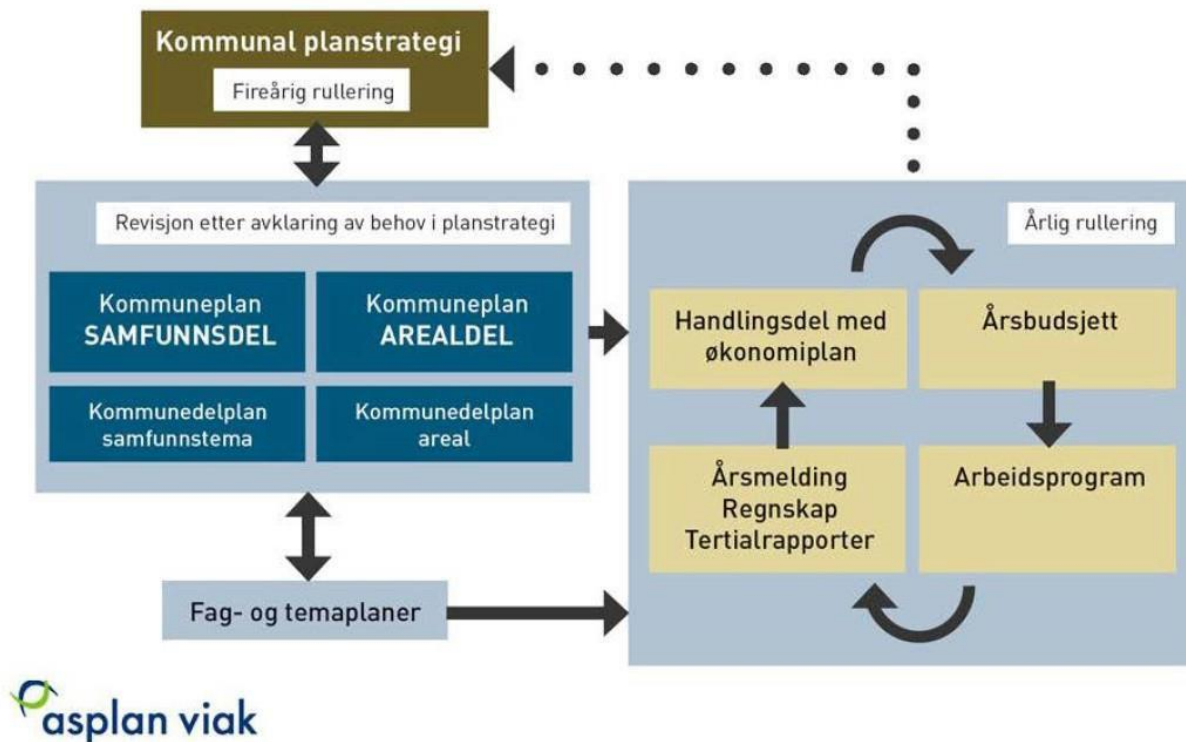 Kommunal planstrategi
Fireårig rullering
Revisjon etter avklaring av behov i planstrategi
Kommuneplan
SAMFUNNSDEL
Kommuneplan
AREALDEL
Kommunedelplan
samfunnstema
Kommunedelplan
areal
Fag- og temaplaner
Årlig rullering
Handlingsdel med
økonomiplan
Årsbudsjett
Årsmelding
Regnskap
Tertialrapporter
Arbeidsprogram
asplan viak